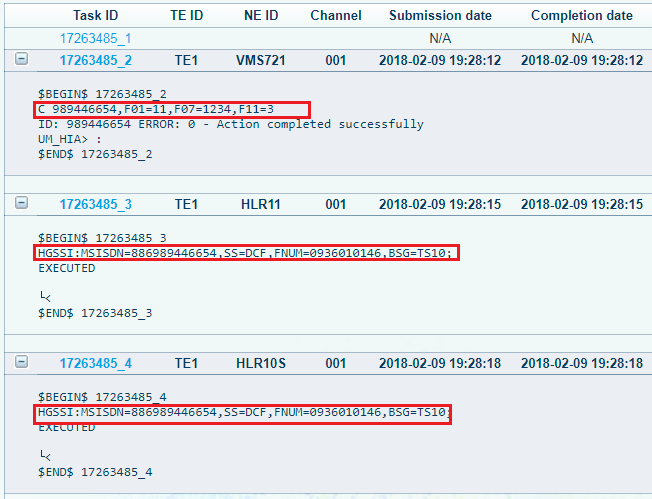 Task ID TE ID NE ID Channel Submission date Completion date
17263485_1 N/A N/A
17263485_2 TE1 VMS721 001 2018-02-09 19:28:12 2018-02-09 19:28:12
$BEGIN$ 17263485_2
C 989446654,F01=11,F07=1234,F11=3
ID: 989446654 ERROR: 0 - Action completed successfully
UM_HIA> :
$END$ 17263485_2
17263485_3 TE1 HLR11 001 2018-02-09 19:28:15 2018-02-09 19:28:15
$BEGIN$ 17263485_3
HGSSI:MSISDN=886989446654,SS=DCF,FNUM=0936010146,BSG=TS10;
EXECUTED
└<
$END$ 17263485_3
17263485_4 TE1 HLR10S 001 2018-02-09 19:28:18 2018-02-09 19:28:18
$BEGIN$ 17263485_4
HGSSI:MSISDN=886989446654,SS=DCF,FNUM=0936010146,BSG=TS10;
EXECUTED
└<
$END$ 17263485_4